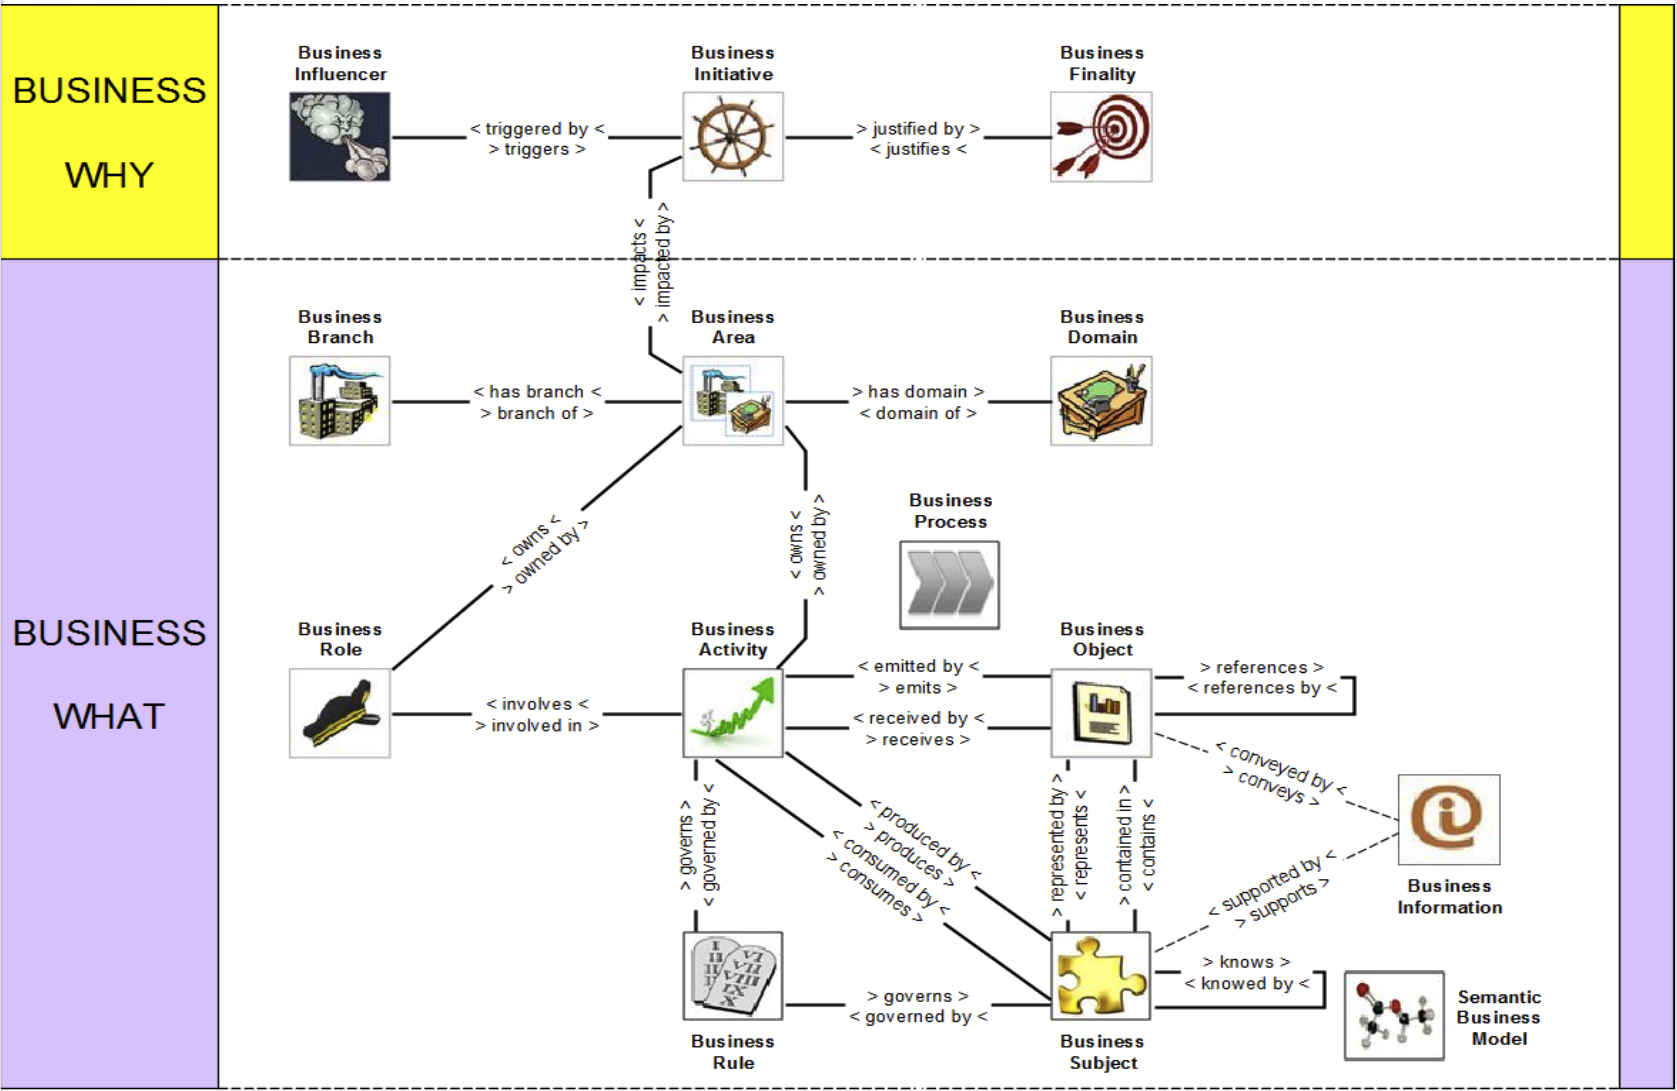 BUSINESS
WHY
Business
Influencer
Business
Initiative
Business
Finality
< triggered by <
> triggers >
> justified by >
< justifies <
< impacts <
> impacted by >
BUSINESS
WHAT
Business
Branch
Business
Area
Business
Domain
< has branch <
> branch of >
> has domain >
< domain of >
< owns <
> owned by >
< owns <
> owned by >
Business
Process
Business
Role
Business
Activity
Business
Object
< involves <
> involved in >
< emitted by <
> emits >
< received by <
> receives >
> references >
< references by <
< conveyed by <
> conveys >
> governs >
< governed by <
< produced by <
> produces >
< consumed by <
> consumes >
> represented by >
< represents <
> contained in >
< contains <
< supported by <
> supports >
Business
Information
I
II
VI
VII
VIII
IX
X
> governs >
< governed by <
> knows >
< knowed by <
Business
Rule
Business
Subject
Semantic
Business
Model